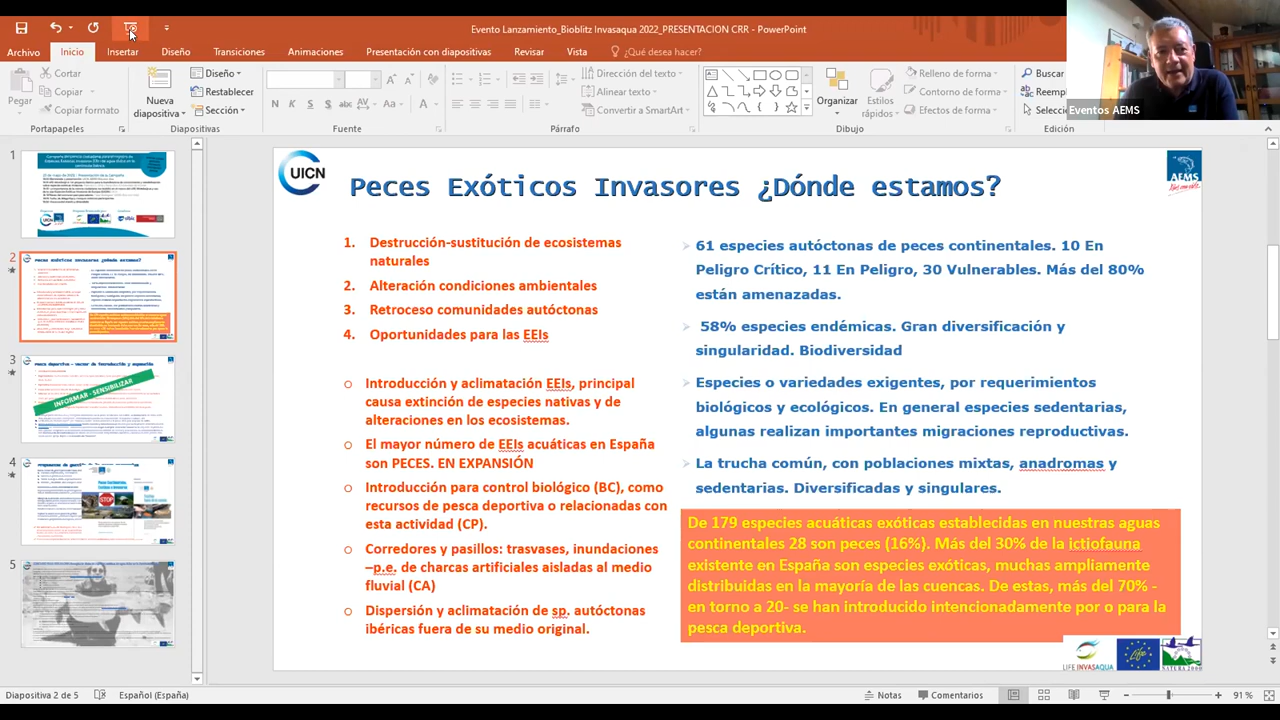 Evento Lanzamiento_Bioblitz Invasaqua 2022_PRESENTACION CRR - PowerPoint
Archivo Inicio Insertar Diseño Transiciones Animaciones Presentación con diapositivas Revisar Vista ¿Qué desea hacer?
Pegar
Cortar
Copiar
Copiar formato
Portapapeles
Nueva diapositiva
Diseño
Restablecer
Sección
Diapositivas
N K S S abc AV Aa A
Fuente
Dirección del texto
Alinear texto
Convertir a SmartArt
Párrafo
Organizar
Estilos rápidos
Relleno de forma
Contorno de forma
Efectos de forma
Dibujo
Buscar
Reemp
Selecci
Edición
Eventos AEMS
1
2
3
INFORMAR - SENSIBILIZAR
4
STOP
5
UICN
AEMS
Peces Exóticos Invasores ¿dónde estamos?
1. Destrucción-sustitución de ecosistemas
naturales
2. Alteración condiciones ambientales
3. Retroceso comunidades autóctonas
4. Oportunidades para las EEIs
o Introducción y aclimatación EEIs, principal
causa extinción de especies nativas y de
alteraciones en los ecosistemas.
o El mayor número de EEIs acuáticas en España
son PECES. EN EXPANSIÓN
Introducción para control biológico (BC), como
recursos de pesca deportiva o relacionadas con
esta actividad (CP).
o Corredores y pasillos: trasvases, inundaciones
–p.e. de charcas artificiales aisladas al medio
fluvial (CA)
o Dispersión y aclimatación de sp. autóctonas
ibéricas fuera de su medio original.
61 especies autóctonas de peces continentales. 10 En
Peligro Crítico, 11 En Peligro 30 Vulnerables. Más del 80%
están amenazadas.
58% especies endémicas. Gran diversificación y
singularidad. Biodiversidad
Especies y variedades exigentes, por requerimientos
biológicos y ecológicos. En general especies sedentarias,
algunas realizan importantes migraciones reproductivas.
La trucha común, con poblaciones mixtas, anadromas y
sedentarias. Diversificadas y singulares.
De 179 especies acuáticas exóticas establecidas en nuestras aguas
continentales 28 son peces (16%). Más del 30% de la ictiofauna
existente en España son especies exóticas, muchas ampliamente
distribuidas en la mayoría de las cuencas. De estas, más del 70% -
en torno a 20- se han introducido intencionadamente por o para la
pesca deportiva.
LIFE INVASAQUA
Life
NATURA 2000
Diapositiva 2 de 5 Español (España) Notas Comentarios 91 %